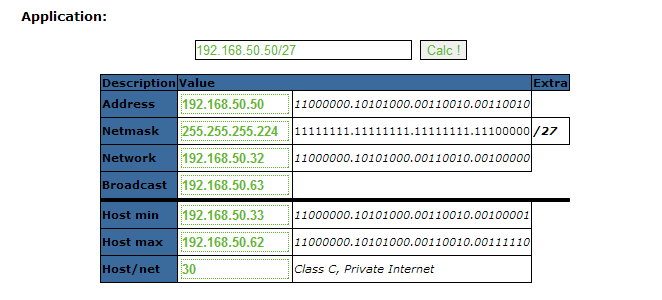 Application:
192.168.50.50/27 Calc !
Description Value Extra
Address 192.168.50.50 11000000.10101000.00110010.00110010
Netmask 255.255.255.224 11111111.11111111.11111111.11100000 /27
Network 192.168.50.32 11000000.10101000.00110010.00100000
Broadcast 192.168.50.63
Host min 192.168.50.33 11000000.10101000.00110010.00100001
Host max 192.168.50.62 11000000.10101000.00110010.00111110
Host/net 30 Class C, Private Internet